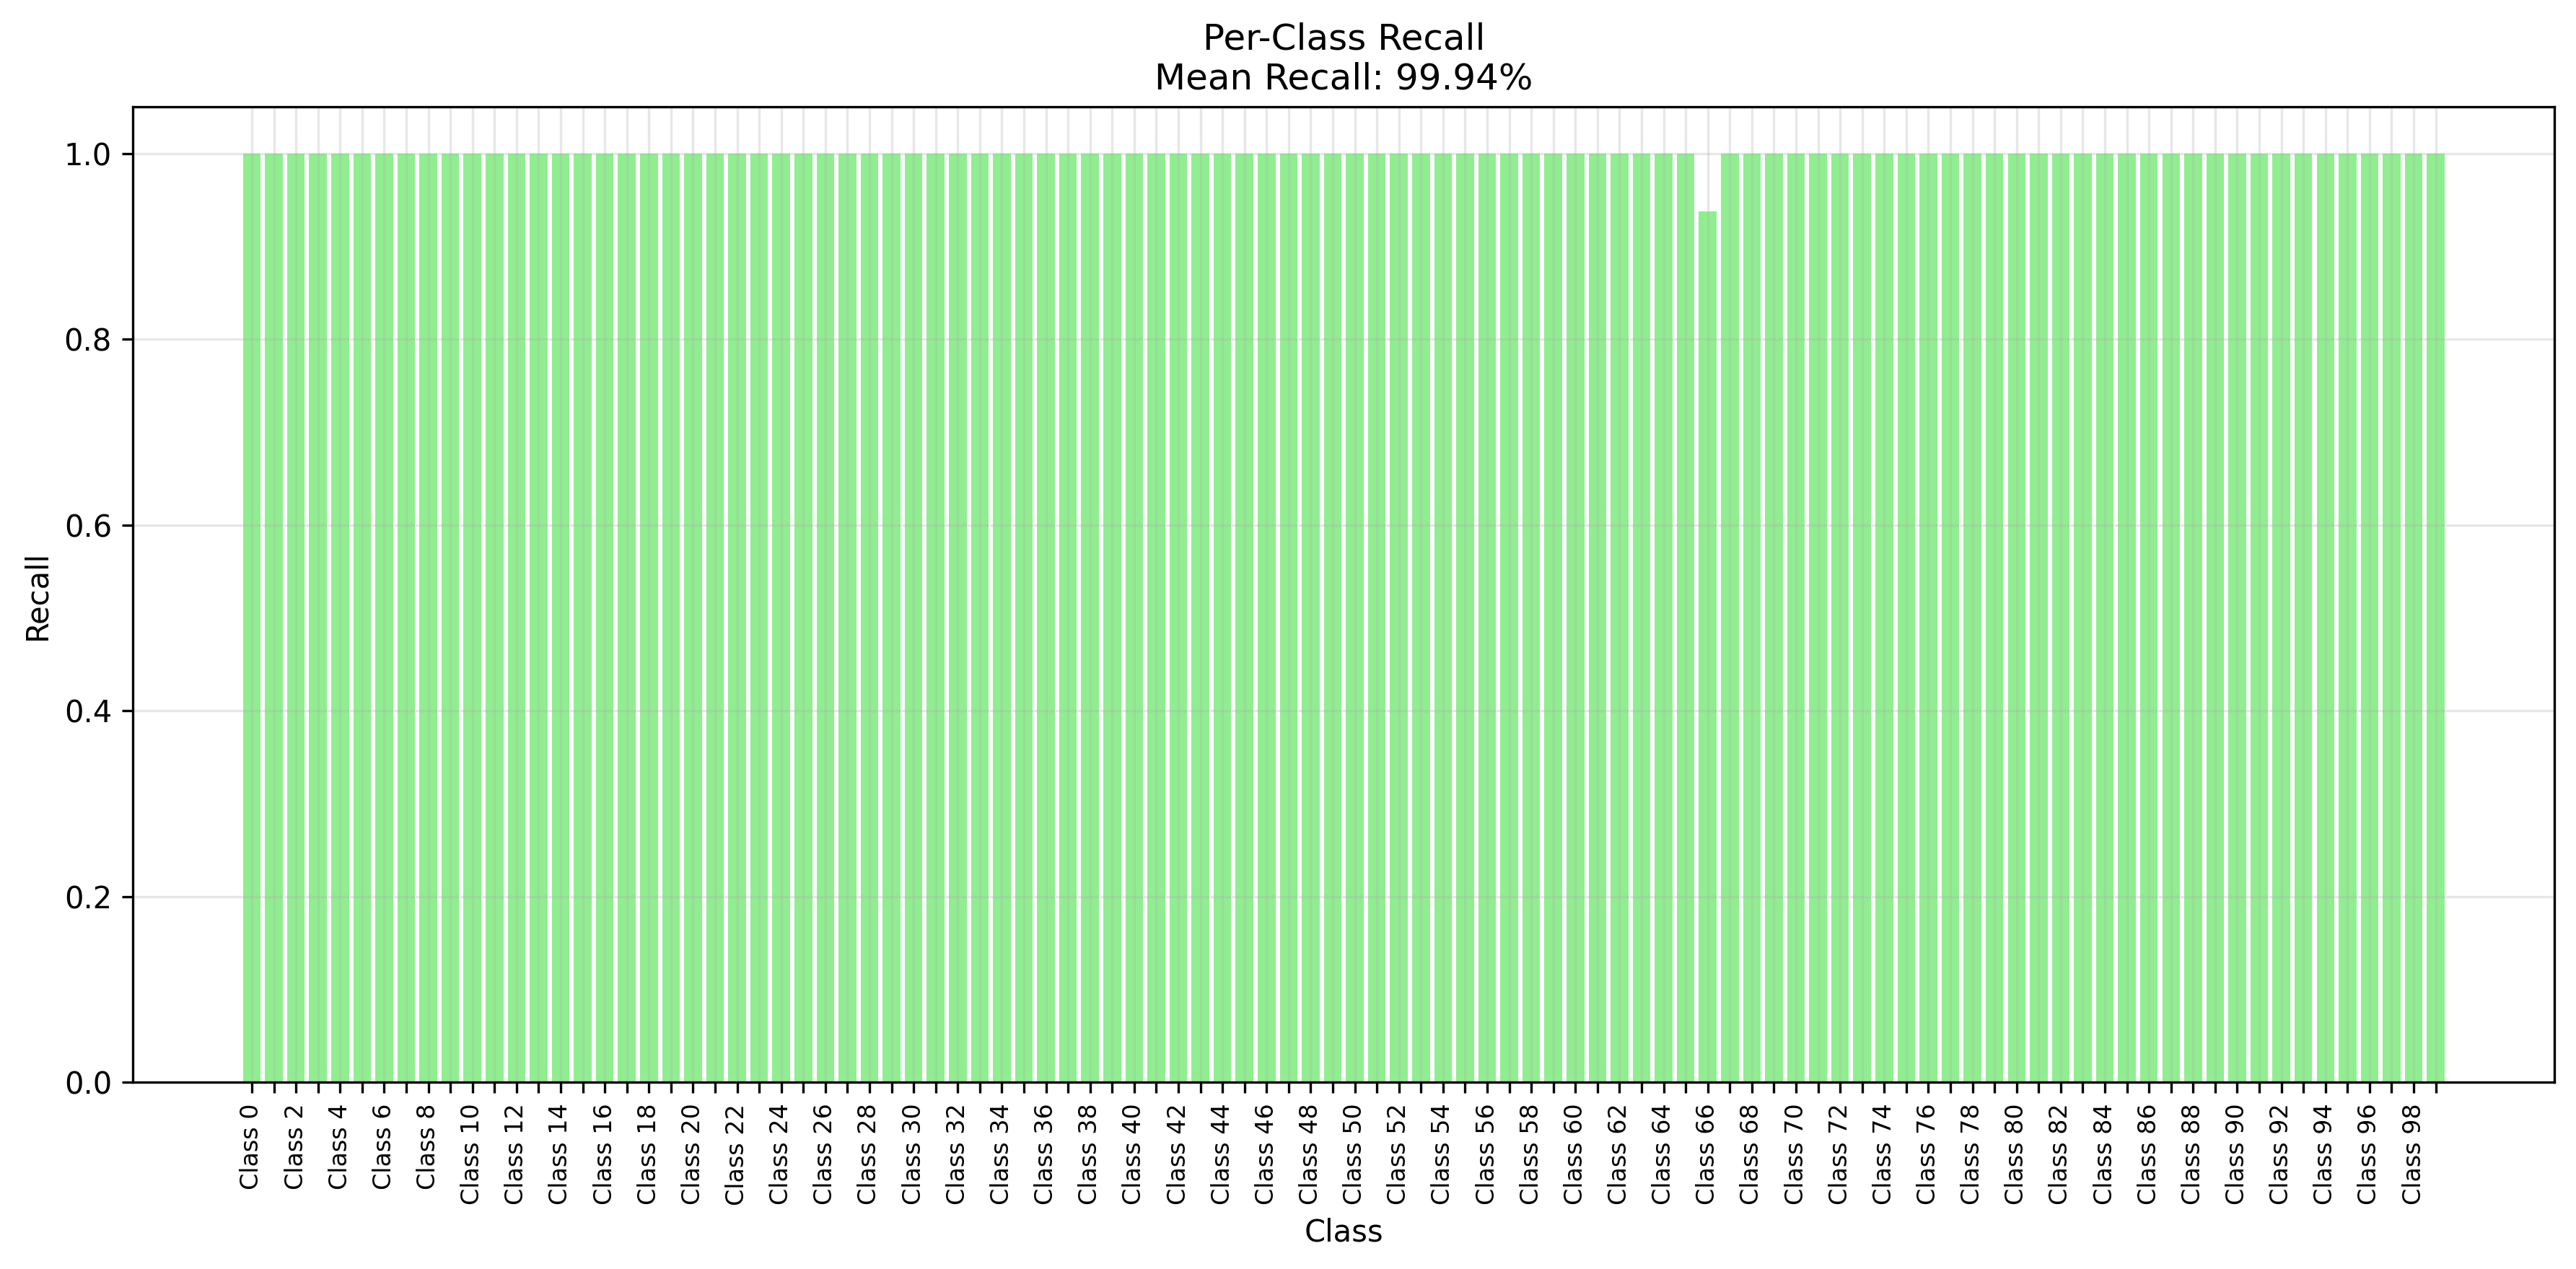 Per-Class Recall
Mean Recall: 99.94%
1.0
0.8
0.6
0.4
0.2
0.0
Recall
Class 0
Class 2
Class 4
Class 6
Class 8
Class 10
Class 12
Class 14
Class 16
Class 18
Class 20
Class 22
Class 24
Class 26
Class 28
Class 30
Class 32
Class 34
Class 36
Class 38
Class 40
Class 42
Class 44
Class 46
Class 48
Class 50
Class 52
Class 54
Class 56
Class 58
Class 60
Class 62
Class 64
Class 66
Class 68
Class 70
Class 72
Class 74
Class 76
Class 78
Class 80
Class 82
Class 84
Class 86
Class 88
Class 90
Class 92
Class 94
Class 96
Class 98
Class